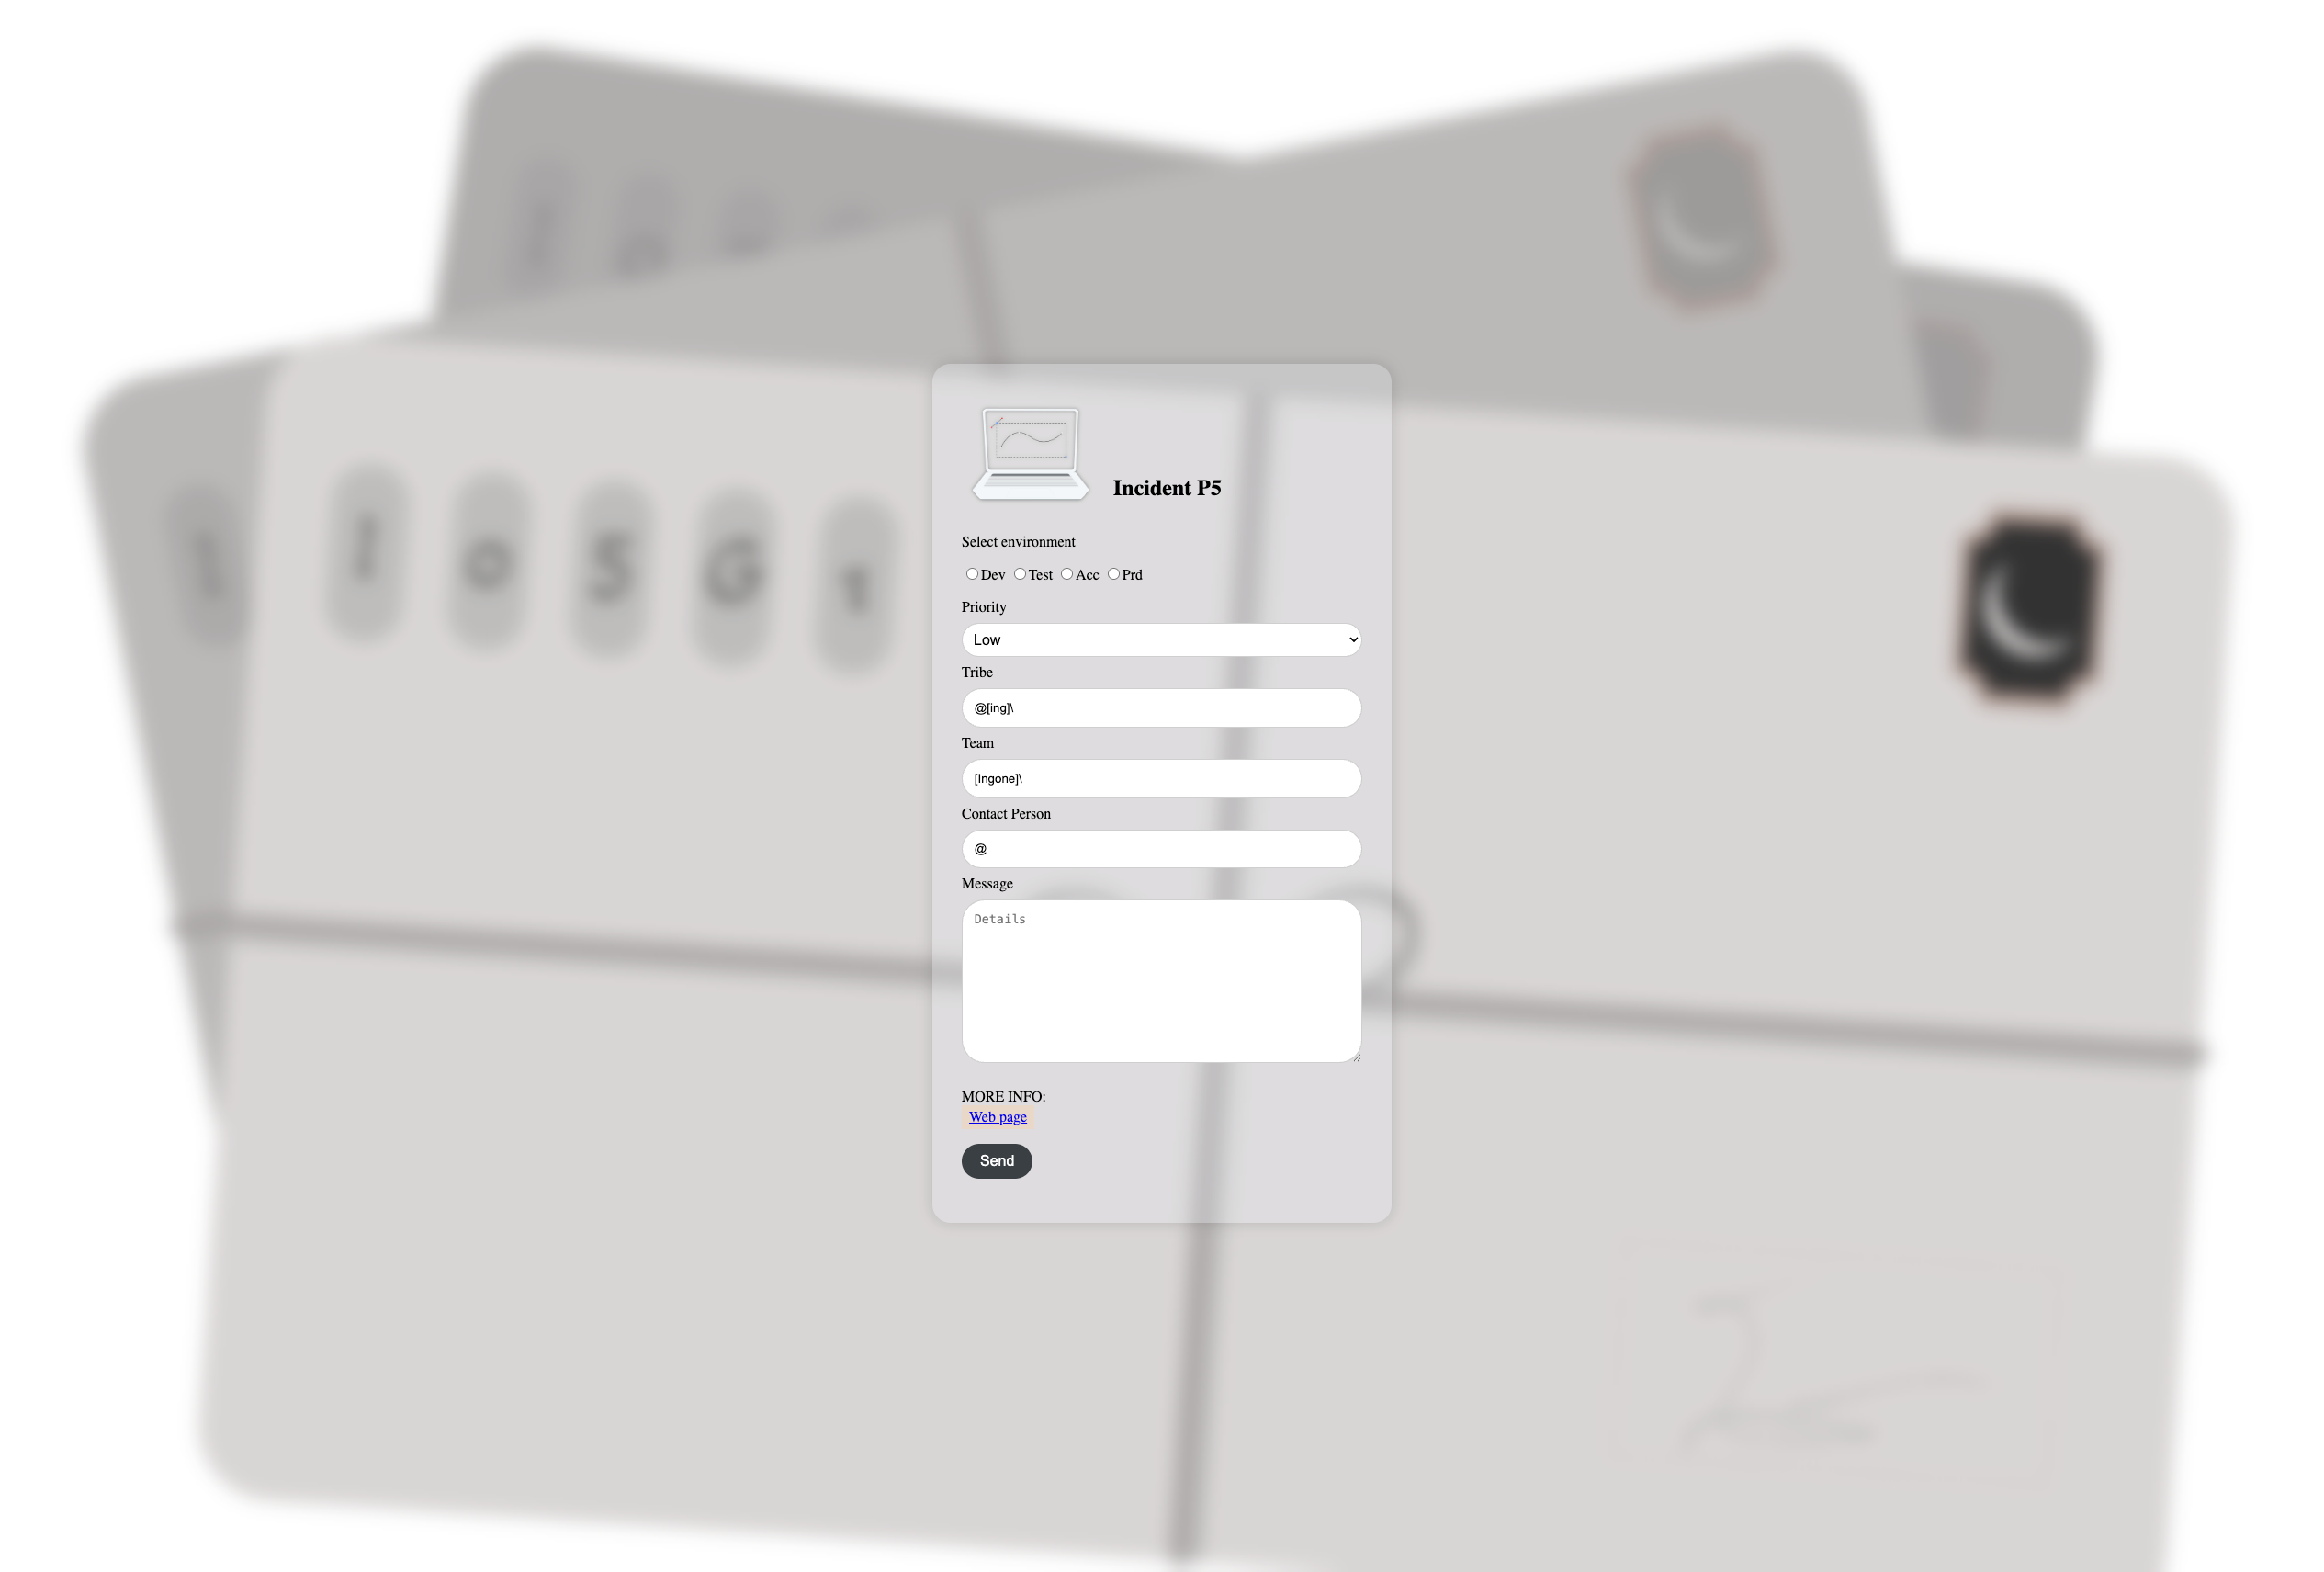 I o S G 1
Incident P5
Select environment
Dev Test Acc Prd
Priority
Low
Tribe
@[ing]\
Team
[Ingone]\
Contact Person
@
Message
Details
MORE INFO:
Web page
Send